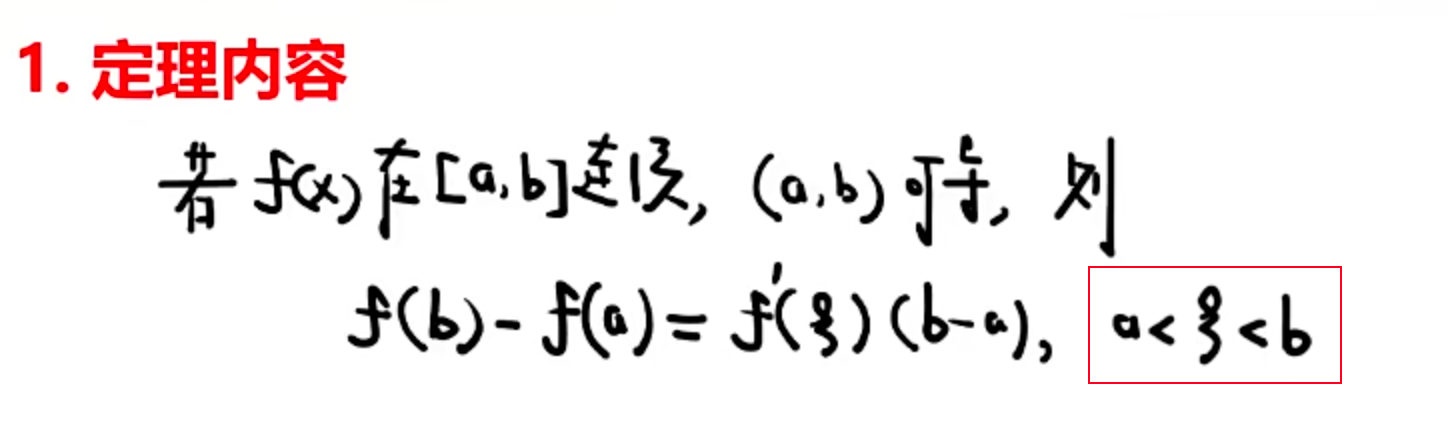 1. 定理内容
若 f(x) 在 [a,b] 连续, (a,b) 可导, 则
f(b) - f(a) = f'(ξ) (b-a), a < ξ < b